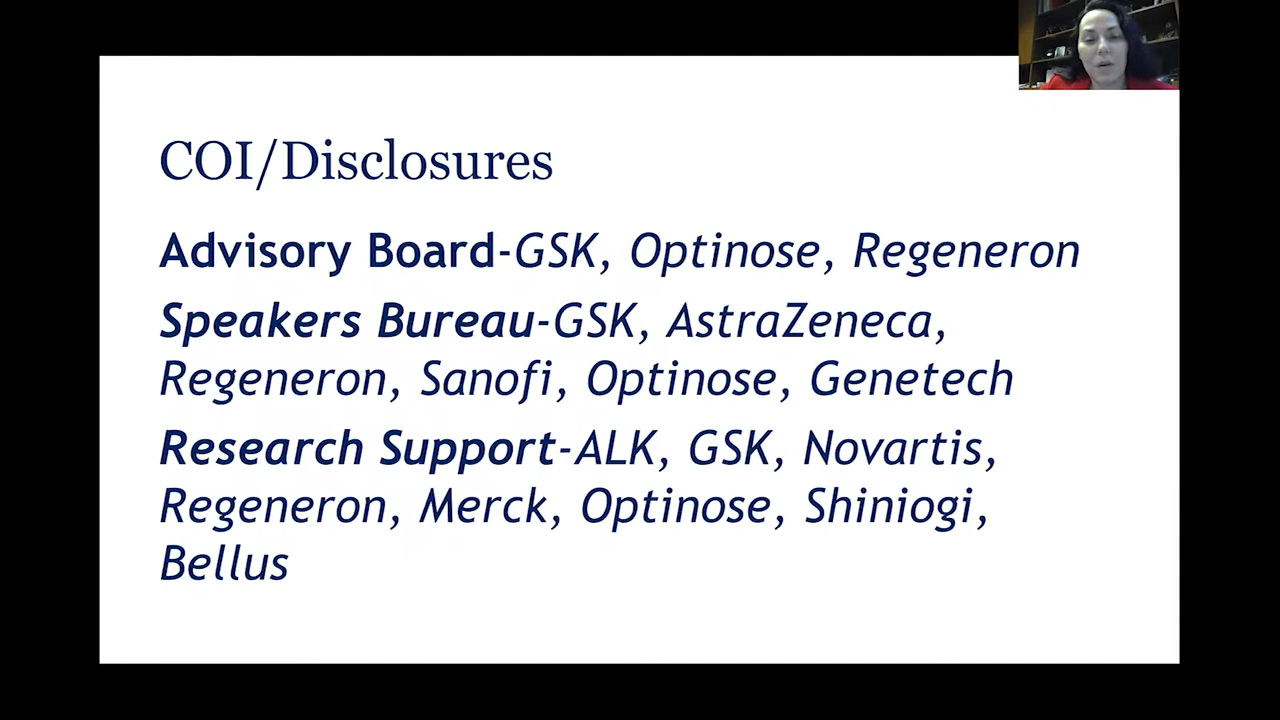 COI/Disclosures
Advisory Board-GSK, Optinose, Regeneron
Speakers Bureau-GSK, AstraZeneca,
Regeneron, Sanofi, Optinose, Genetech
Research Support-ALK, GSK, Novartis,
Regeneron, Merck, Optinose, Shiniogi,
Bellus